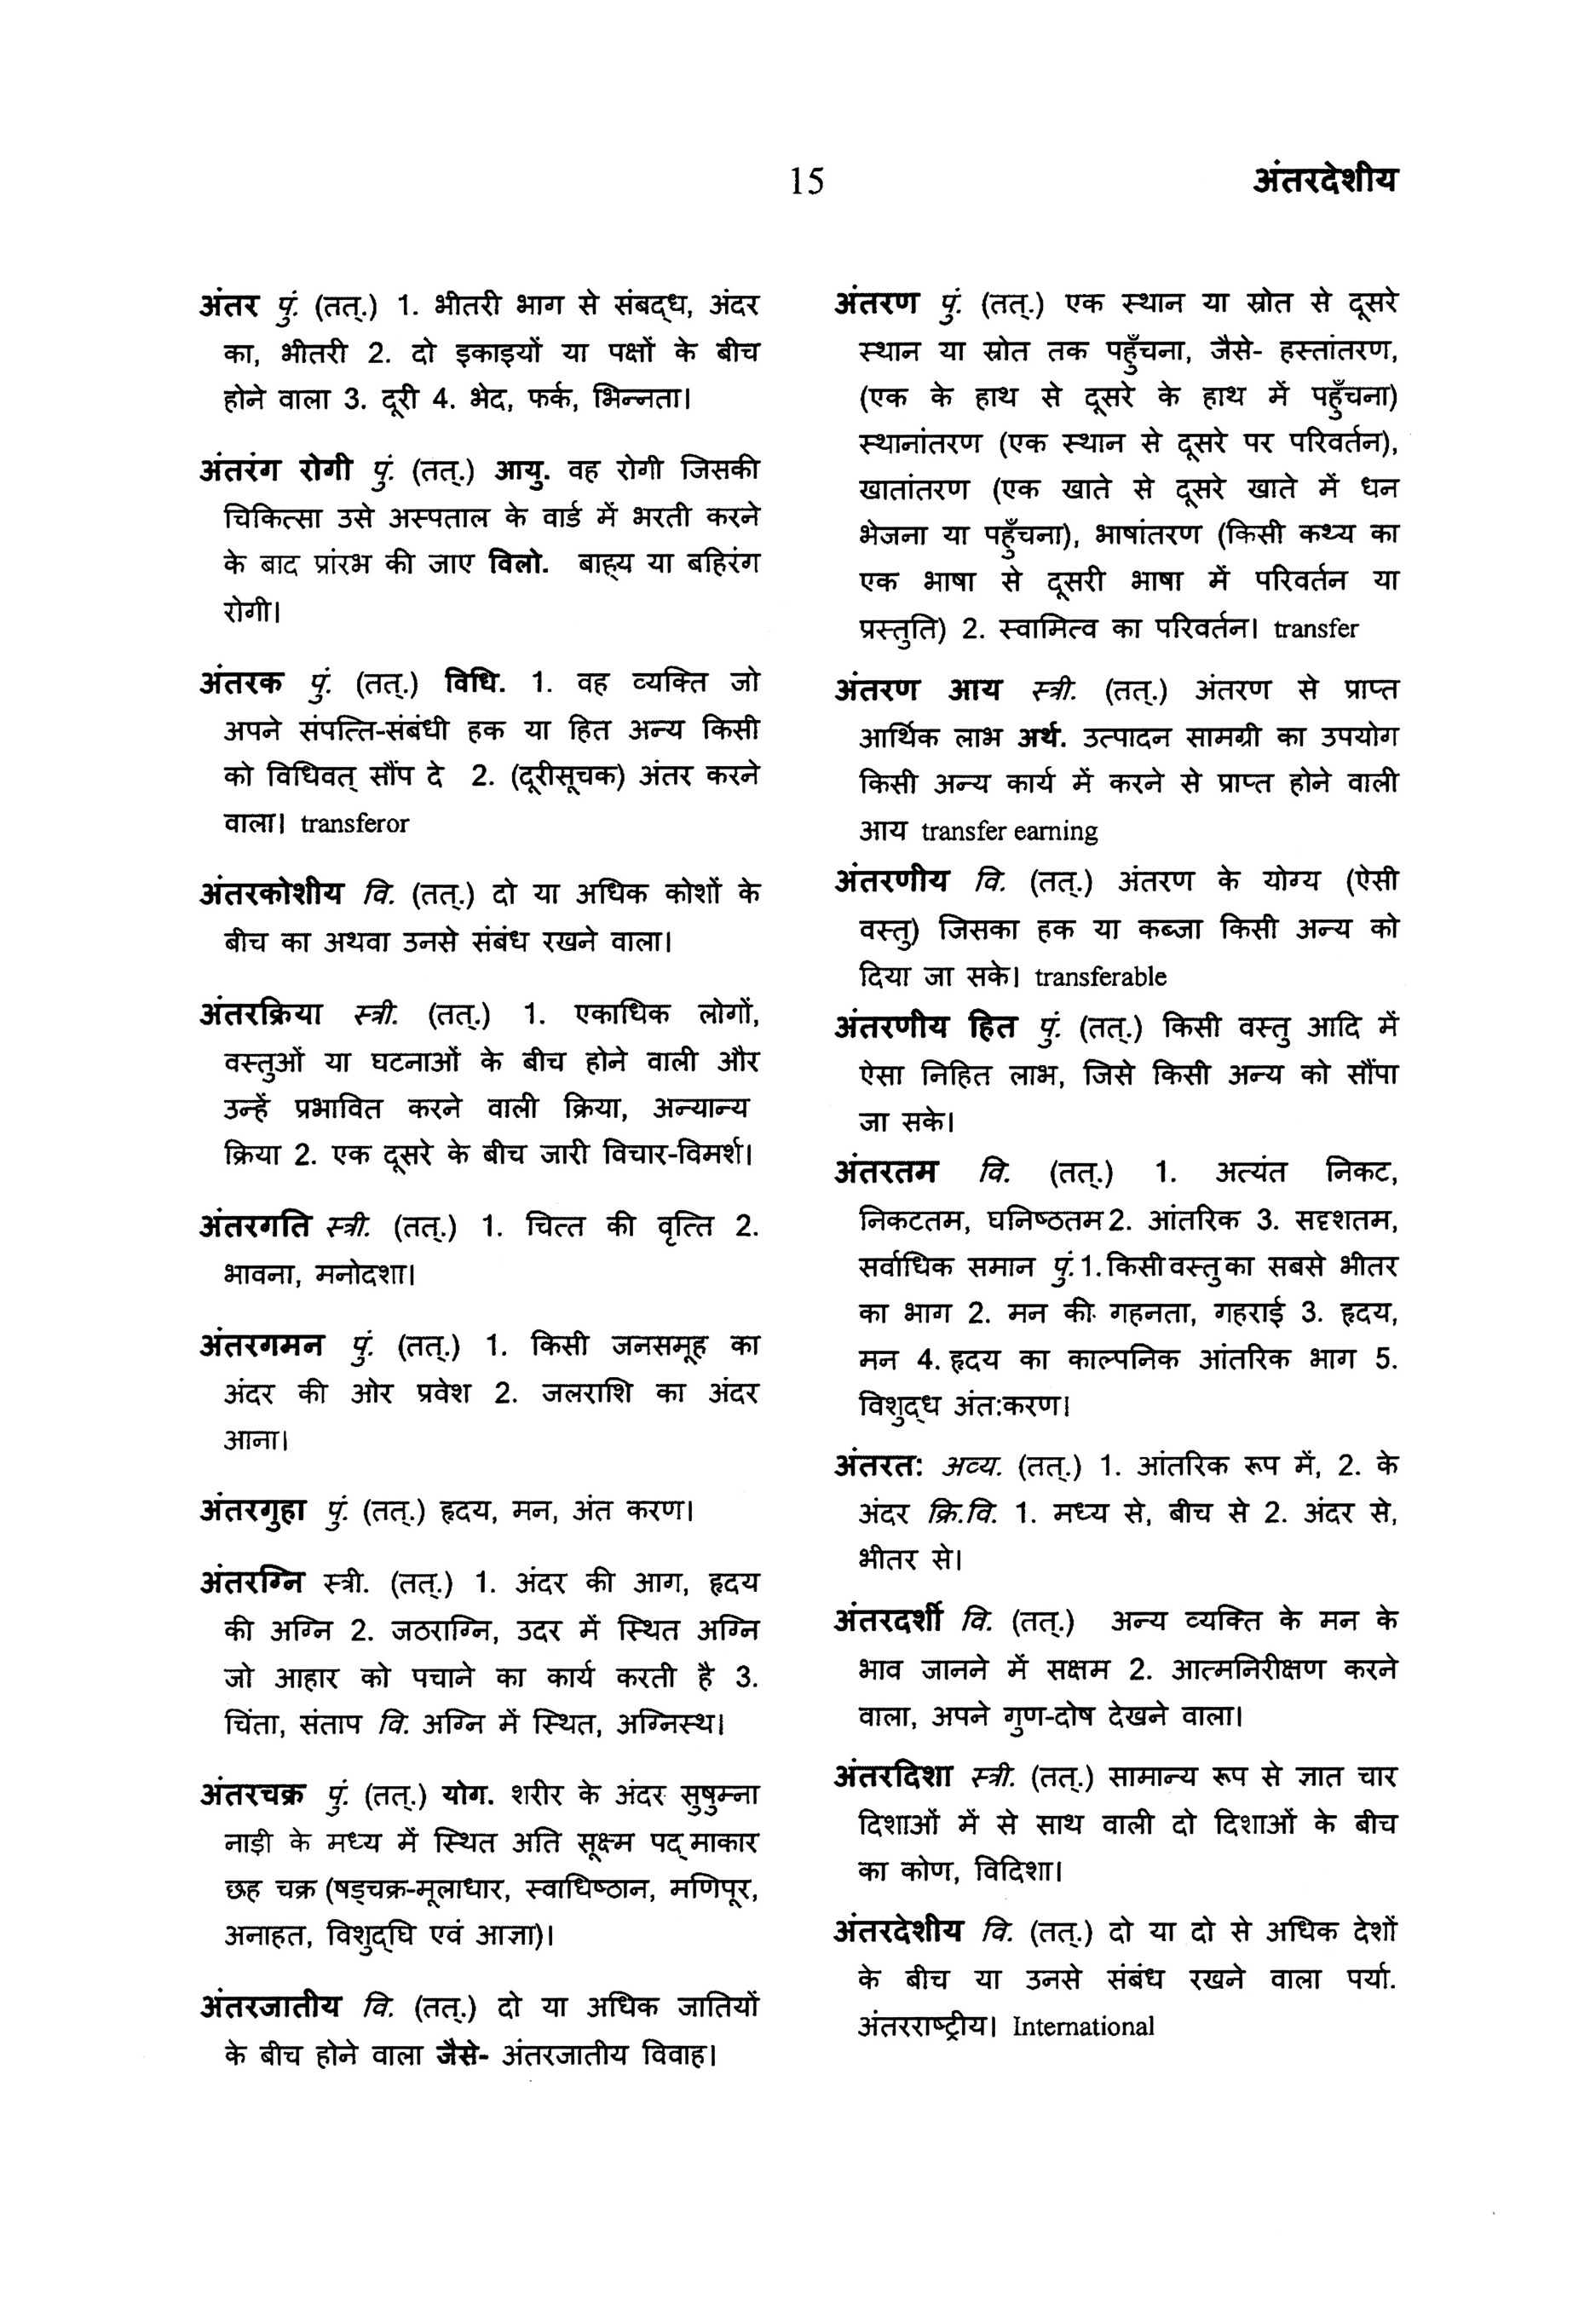 15
अंतरदेशीय
अंतर पुं. (तत्.) 1. भीतरी भाग से संबद्ध, अंदर
का, भीतरी 2. दो इकाइयों या पक्षों के बीच
होने वाला 3. दूरी 4. भेद, फर्क, भिन्नता।
अंतरंग रोगी पुं. (तत्.) आयु. वह रोगी जिसकी
चिकित्सा उसे अस्पताल के वार्ड में भरती करने
के बाद प्रांरभ की जाए विलो. बाह्य या बहिरंग
रोगी।
अंतरक पुं. (तत्.) विधि. 1. वह व्यक्ति जो
अपने संपत्ति-संबंधी हक या हित अन्य किसी
को विधिवत् सौंप दे 2. (दूरीसूचक) अंतर करने
वाला। transferor
अंतरकोशीय वि. (तत्.) दो या अधिक कोशों के
बीच का अथवा उनसे संबंध रखने वाला।
अंतरक्रिया स्त्री. (तत्.) 1. एकाधिक लोगों,
वस्तुओं या घटनाओं के बीच होने वाली और
उन्हें प्रभावित करने वाली क्रिया, अन्यान्य
क्रिया 2. एक दूसरे के बीच जारी विचार-विमर्श।
अंतरगति स्त्री. (तत्.) 1. चित्त की वृत्ति 2.
भावना, मनोदशा।
अंतरगमन पुं. (तत्.) 1. किसी जनसमूह का
अंदर की ओर प्रवेश 2. जलराशि का अंदर
आना।
अंतरगुहा पुं. (तत्.) हृदय, मन, अंत करण।
अंतरग्नि स्त्री. (तत्.) 1. अंदर की आग, हृदय
की अग्नि 2. जठराग्नि, उदर में स्थित अग्नि
जो आहार को पचाने का कार्य करती है 3.
चिंता, संताप वि. अग्नि में स्थित, अग्निस्थ।
अंतरचक्र पुं. (तत्.) योग. शरीर के अंदर सुषुम्ना
नाड़ी के मध्य में स्थित अति सूक्ष्म पद्माकार
छह चक्र (षड्चक्र-मूलाधार, स्वाधिष्ठान, मणिपूर,
अनाहत, विशुद्घि एवं आज्ञा)।
अंतरजातीय वि. (तत्.) दो या अधिक जातियों
के बीच होने वाला जैसे- अंतरजातीय विवाह।
अंतरण पुं. (तत्.) एक स्थान या स्रोत से दूसरे
स्थान या स्रोत तक पहुँचना, जैसे- हस्तांतरण,
(एक के हाथ से दूसरे के हाथ में पहुँचना)
स्थानांतरण (एक स्थान से दूसरे पर परिवर्तन),
खातांतरण (एक खाते से दूसरे खाते में धन
भेजना या पहुँचना), भाषांतरण (किसी कथ्य का
एक भाषा से दूसरी भाषा में परिवर्तन या
प्रस्तुति) 2. स्वामित्व का परिवर्तन। transfer
अंतरण आय स्त्री. (तत्.) अंतरण से प्राप्त
आर्थिक लाभ अर्थ. उत्पादन सामग्री का उपयोग
किसी अन्य कार्य में करने से प्राप्त होने वाली
आय transfer earning
अंतरणीय वि. (तत्.) अंतरण के योग्य (ऐसी
वस्तु) जिसका हक या कब्जा किसी अन्य को
दिया जा सके। transferable
अंतरणीय हित पुं. (तत्.) किसी वस्तु आदि में
ऐसा निहित लाभ, जिसे किसी अन्य को सौंपा
जा सके।
अंतरतम वि. (तत्.) 1. अत्यंत निकट,
निकटतम, घनिष्ठतम 2. आंतरिक 3. सदृशतम,
सर्वाधिक समान पुं. 1. किसी वस्तु का सबसे भीतर
का भाग 2. मन की गहनता, गहराई 3. हृदय,
मन 4. हृदय का काल्पनिक आंतरिक भाग 5.
विशुद्ध अंत:करण।
अंतरत: अव्य. (तत्.) 1. आंतरिक रूप में, 2. के
अंदर क्रि.वि. 1. मध्य से, बीच से 2. अंदर से,
भीतर से।
अंतरदर्शी वि. (तत्.) अन्य व्यक्ति के मन के
भाव जानने में सक्षम 2. आत्मनिरीक्षण करने
वाला, अपने गुण-दोष देखने वाला।
अंतरदिशा स्त्री. (तत्.) सामान्य रूप से ज्ञात चार
दिशाओं में से साथ वाली दो दिशाओं के बीच
का कोण, विदिशा।
अंतरदेशीय वि. (तत्.) दो या दो से अधिक देशों
के बीच या उनसे संबंध रखने वाला पर्या.
अंतरराष्ट्रीय। International